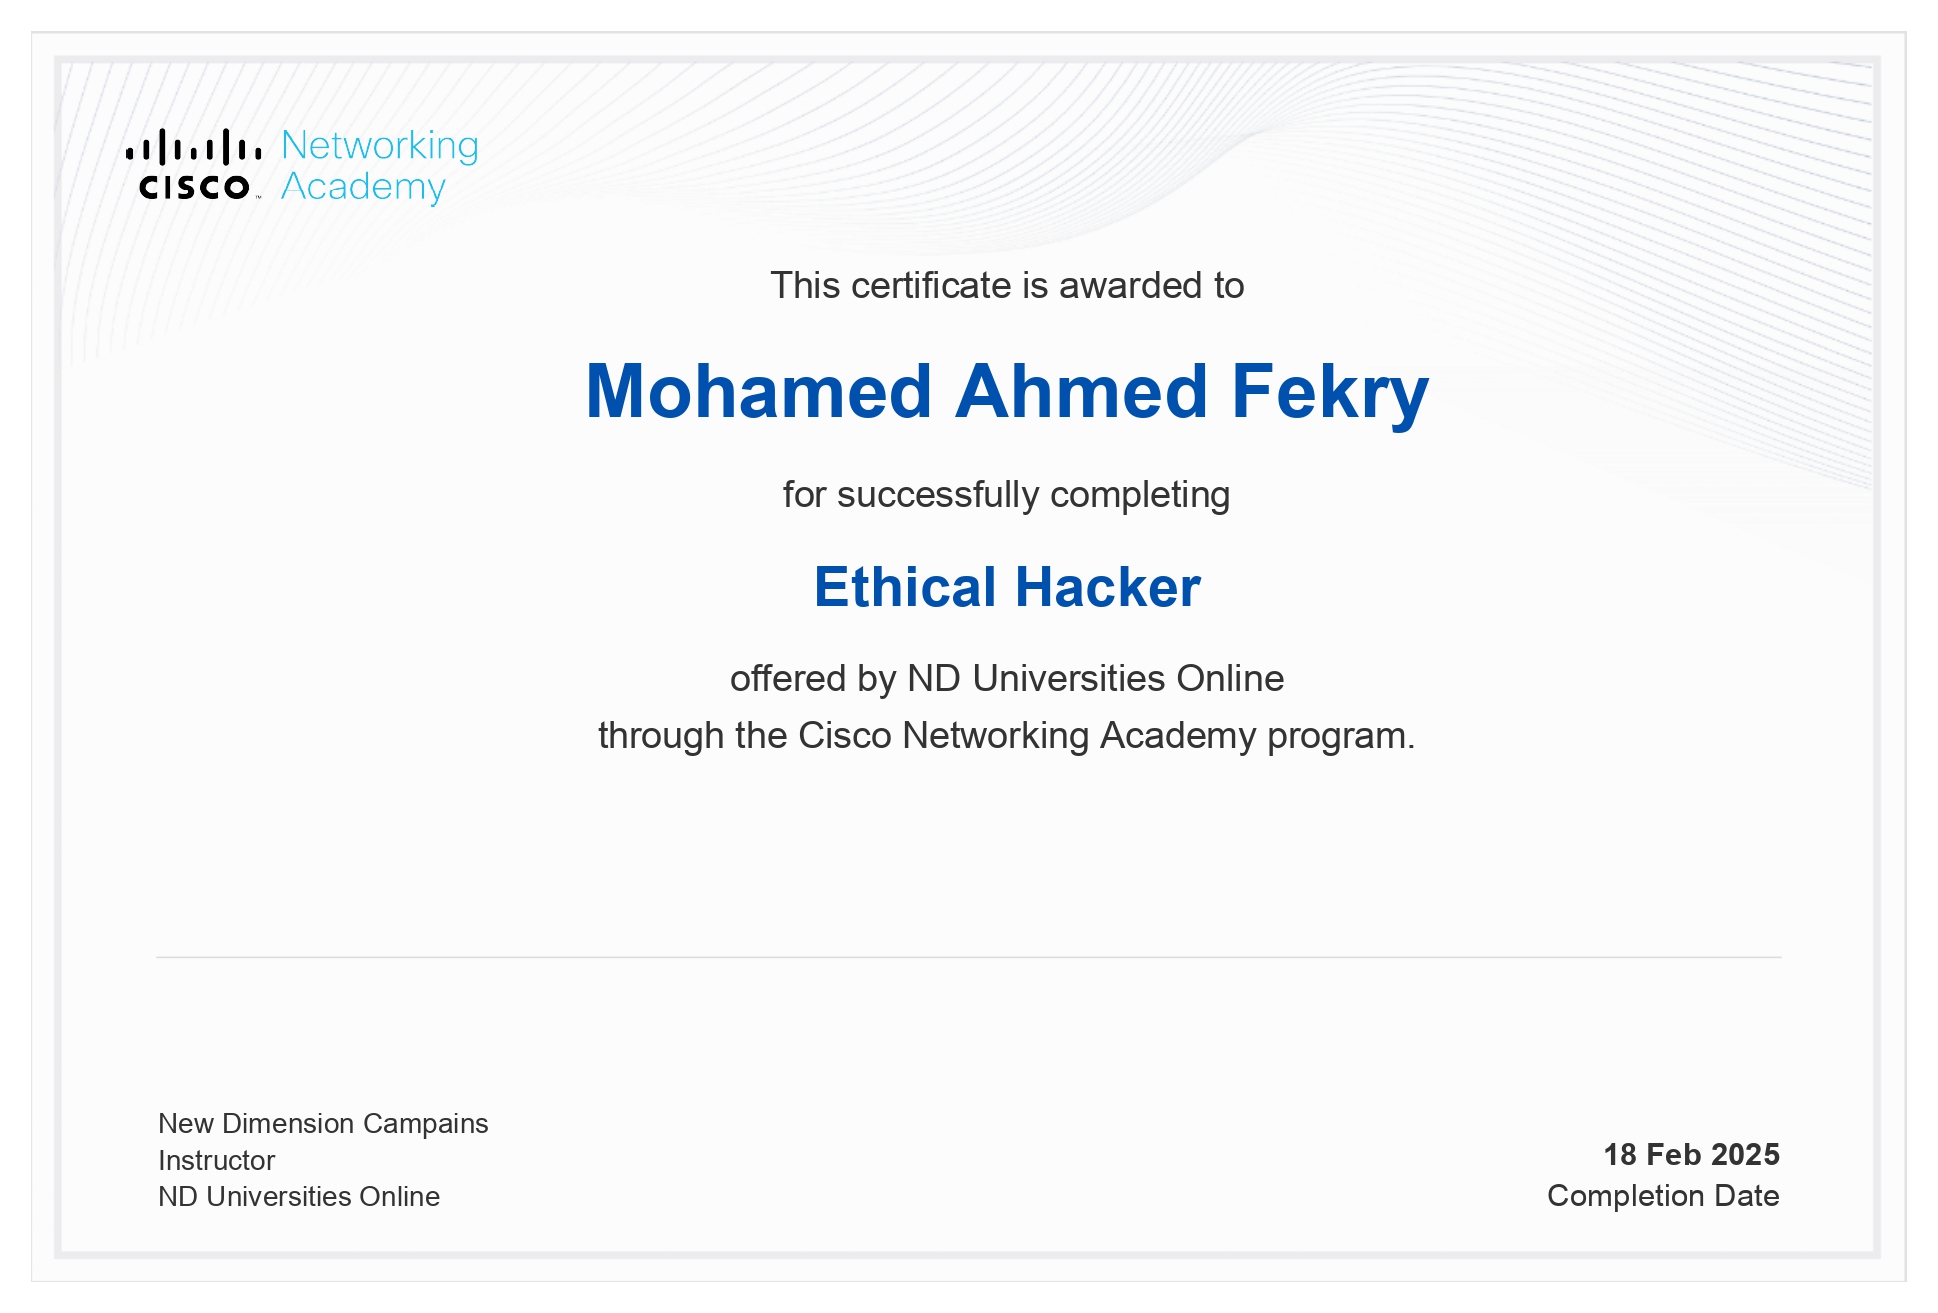 Networking
CISCO™ Academy
This certificate is awarded to
Mohamed Ahmed Fekry
for successfully completing
Ethical Hacker
offered by ND Universities Online
through the Cisco Networking Academy program.
New Dimension Campains
Instructor
ND Universities Online
18 Feb 2025
Completion Date